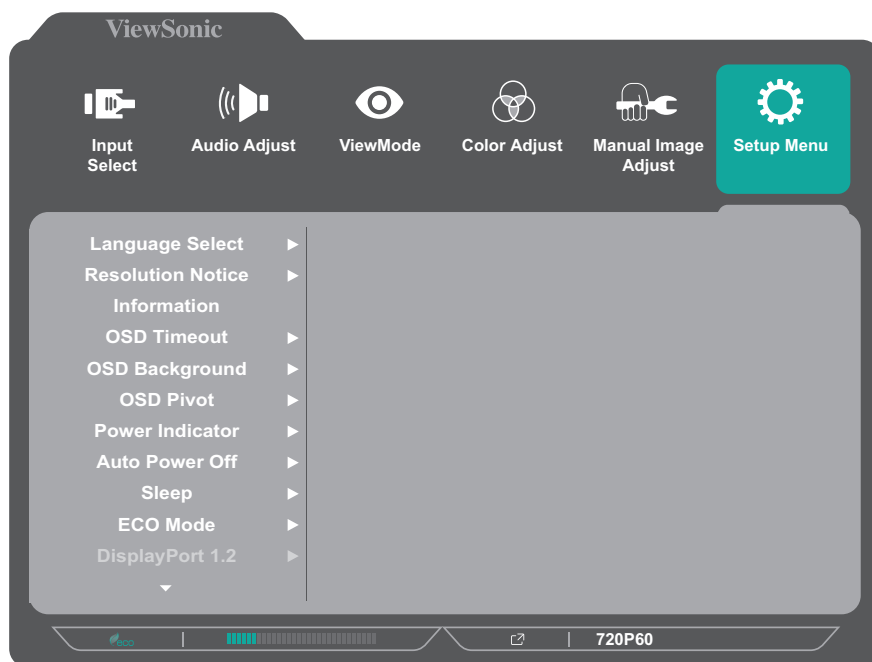 ViewSonic
Input
Select
Audio Adjust
ViewMode
Color Adjust
Manual Image
Adjust
Setup Menu
Language Select
Resolution Notice
Information
OSD Timeout
OSD Background
OSD Pivot
Power Indicator
Auto Power Off
Sleep
ECO Mode
DisplayPort 1.2
eco
720P60